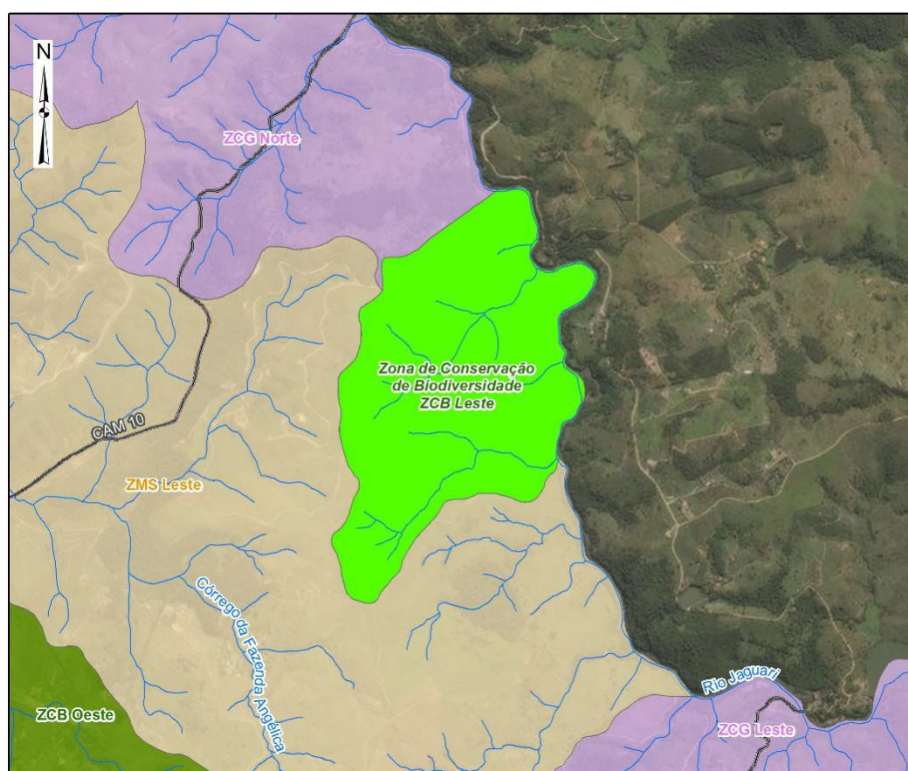 N
ZCG Norte
Zona de Conservação
de Biodiversidade
ZCB Leste
CAM 10
ZMS Leste
Córrego da Fazenda Angélica
Rio Jaguari
ZCB Oeste
ZCG Leste